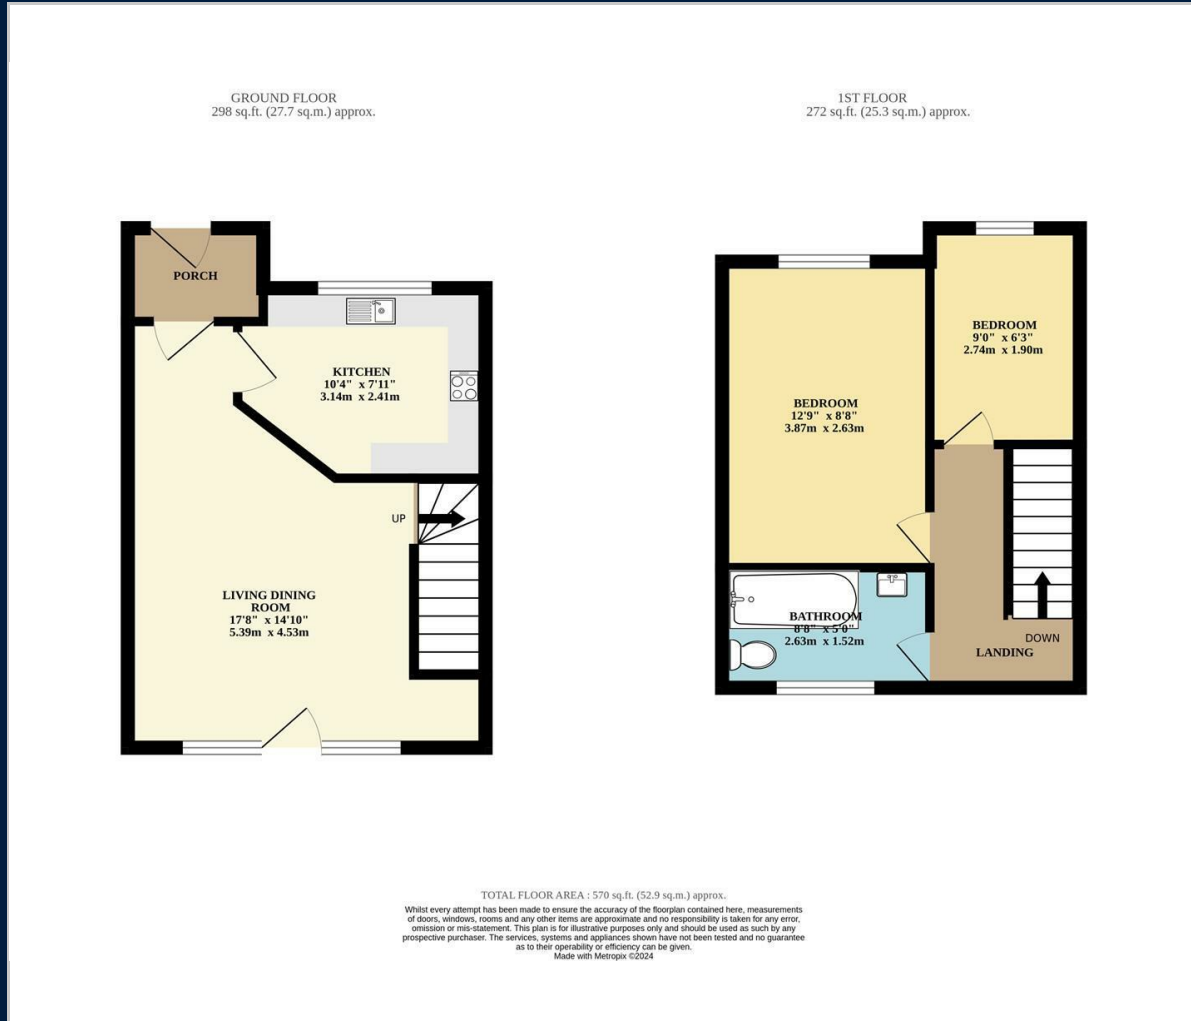 GROUND FLOOR
298 sq.ft. (27.7 sq.m.) approx.
1ST FLOOR
272 sq.ft. (25.3 sq.m.) approx.
PORCH
KITCHEN
10'4" x 7'11"
3.14m x 2.41m
UP
LIVING DINING
ROOM
17'8" x 14'10"
5.39m x 4.53m
BEDROOM
9'0" x 6'3"
2.74m x 1.90m
BEDROOM
12'9" x 8'8"
3.87m x 2.63m
BATHROOM
8'8" x 5'0"
2.63m x 1.52m
DOWN
LANDING
TOTAL FLOOR AREA : 570 sq.ft. (52.9 sq.m.) approx.
Whilst every attempt has been made to ensure the accuracy of the floorplan contained here, measurements
of doors, windows, rooms and any other items are approximate and no responsibility is taken for any error,
omission or mis-statement. This plan is for illustrative purposes only and should be used as such by any
prospective purchaser. The services, systems and appliances shown have not been tested and no guarantee
as to their operability or efficiency can be given.
Made with Metropix ©2024